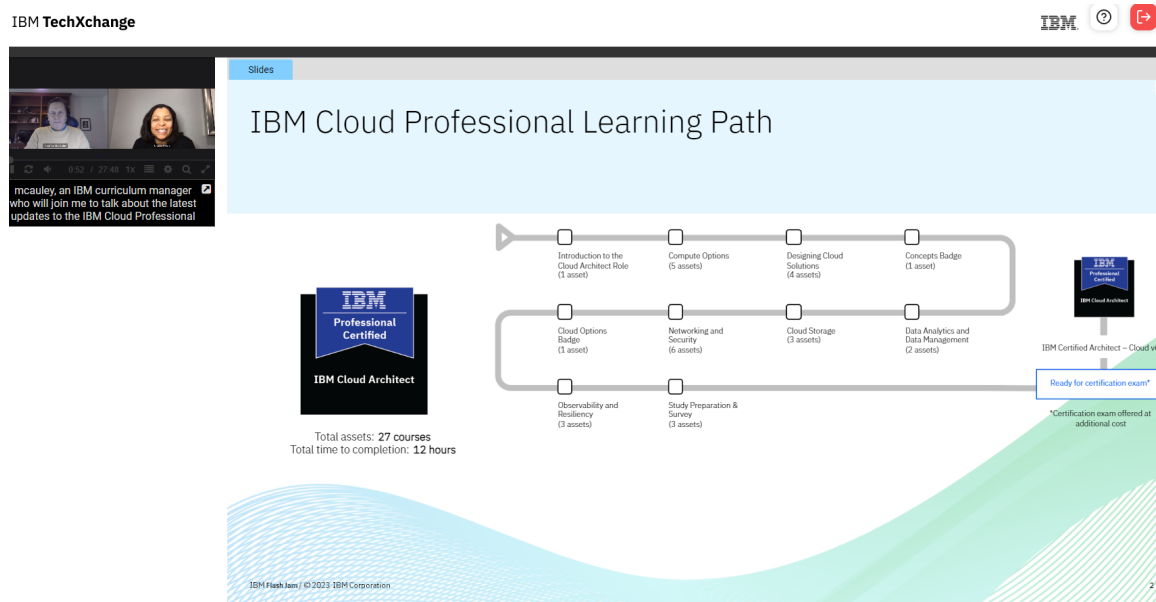 IBM TechXchange
IBM
Slides
0:52 / 27:48 1X
mcauley, an IBM curriculum manager
who will join me to talk about the latest
updates to the IBM Cloud Professional
IBM Cloud Professional Learning Path
Introduction to the
Cloud Architect Role
(1 asset)
Compute Options
(5 assets)
Designing Cloud
Solutions
(4 assets)
Concepts Badge
(1 asset)
Cloud Options
Badge
(1 asset)
Networking and
Security
(6 assets)
Cloud Storage
(3 assets)
Data Analytics and
Data Management
(2 assets)
Observability and
Resiliency
(3 assets)
Study Preparation &
Survey
(3 assets)
IBM
Professional
Certified
IBM Cloud Architect
Total assets: 27 courses
Total time to completion: 12 hours
IBM
Professional
Certified
IBM Cloud Architect
IBM Certified Architect – Cloud v
Ready for certification exam*
*Certification exam offered at
additional cost
IBM Flash Jam / © 2023 IBM Corporation
2